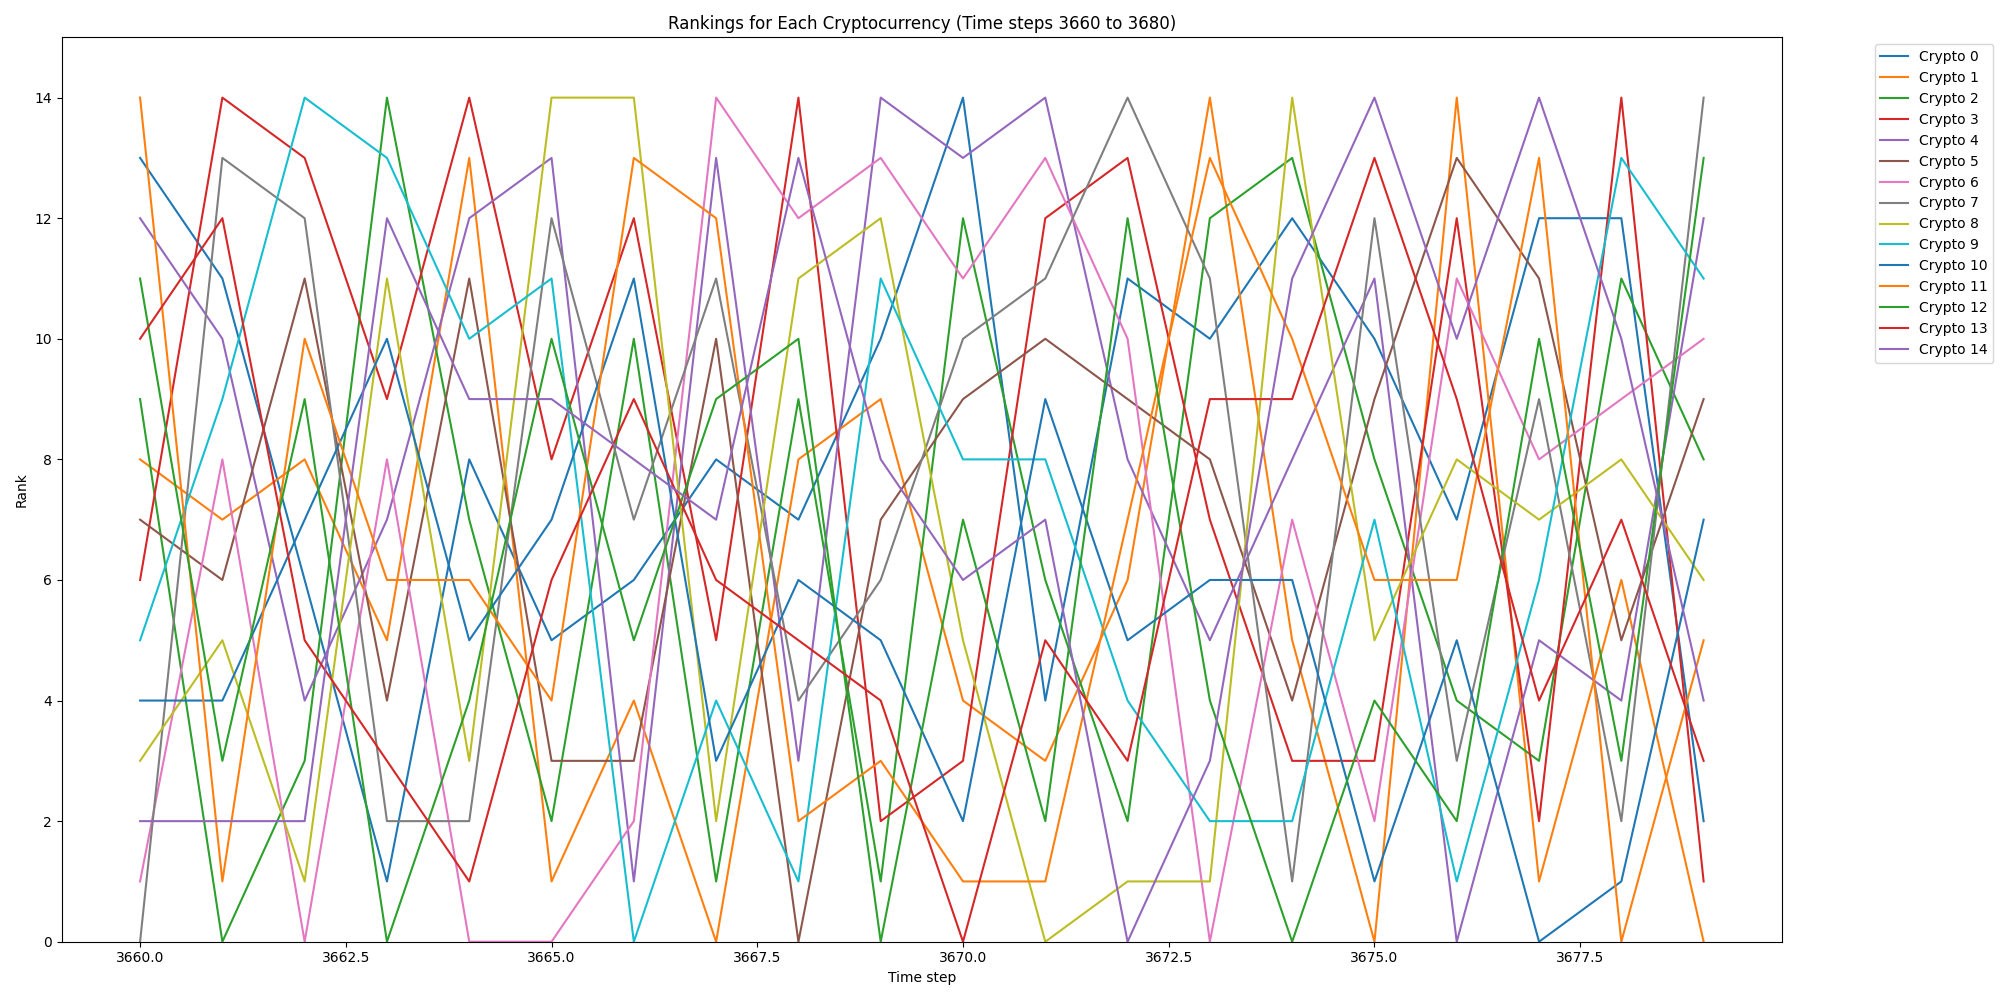 Rankings for Each Cryptocurrency (Time steps 3660 to 3680)
Rank
14
12
10
8
6
4
2
0
3660.0 3662.5 3665.0 3667.5 3670.0 3672.5 3675.0 3677.5
Time step
Crypto 0
Crypto 1
Crypto 2
Crypto 3
Crypto 4
Crypto 5
Crypto 6
Crypto 7
Crypto 8
Crypto 9
Crypto 10
Crypto 11
Crypto 12
Crypto 13
Crypto 14